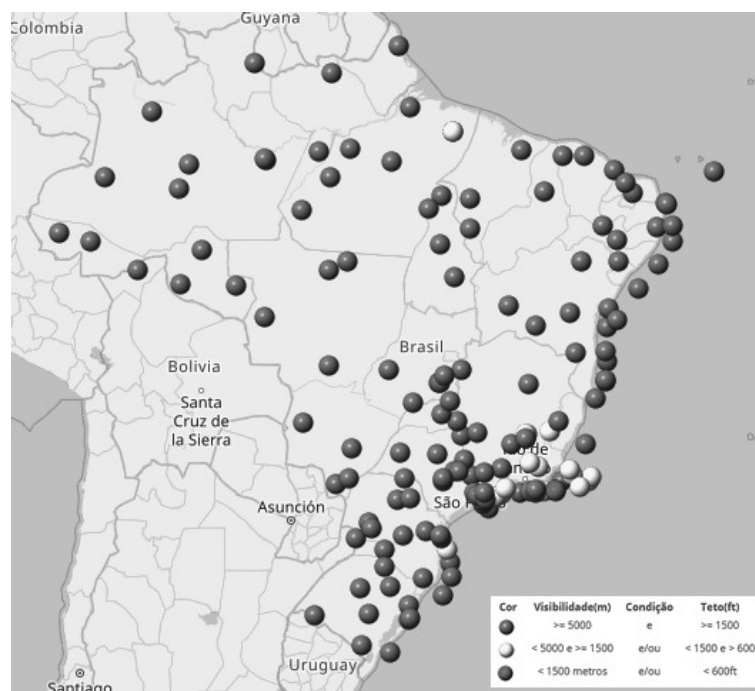 Colombia
Guyana
Brasil
Bolivia
Santa
Cruz de
la Sierra
de
Asunción
São
Uruguay
Santiago
Cor Visibilidade(m) Condição Teto(ft)
>= 5000 e >= 1500
< 5000 e >= 1500 e/ou < 1500 e > 600
< 1500 metros e/ou < 600ft